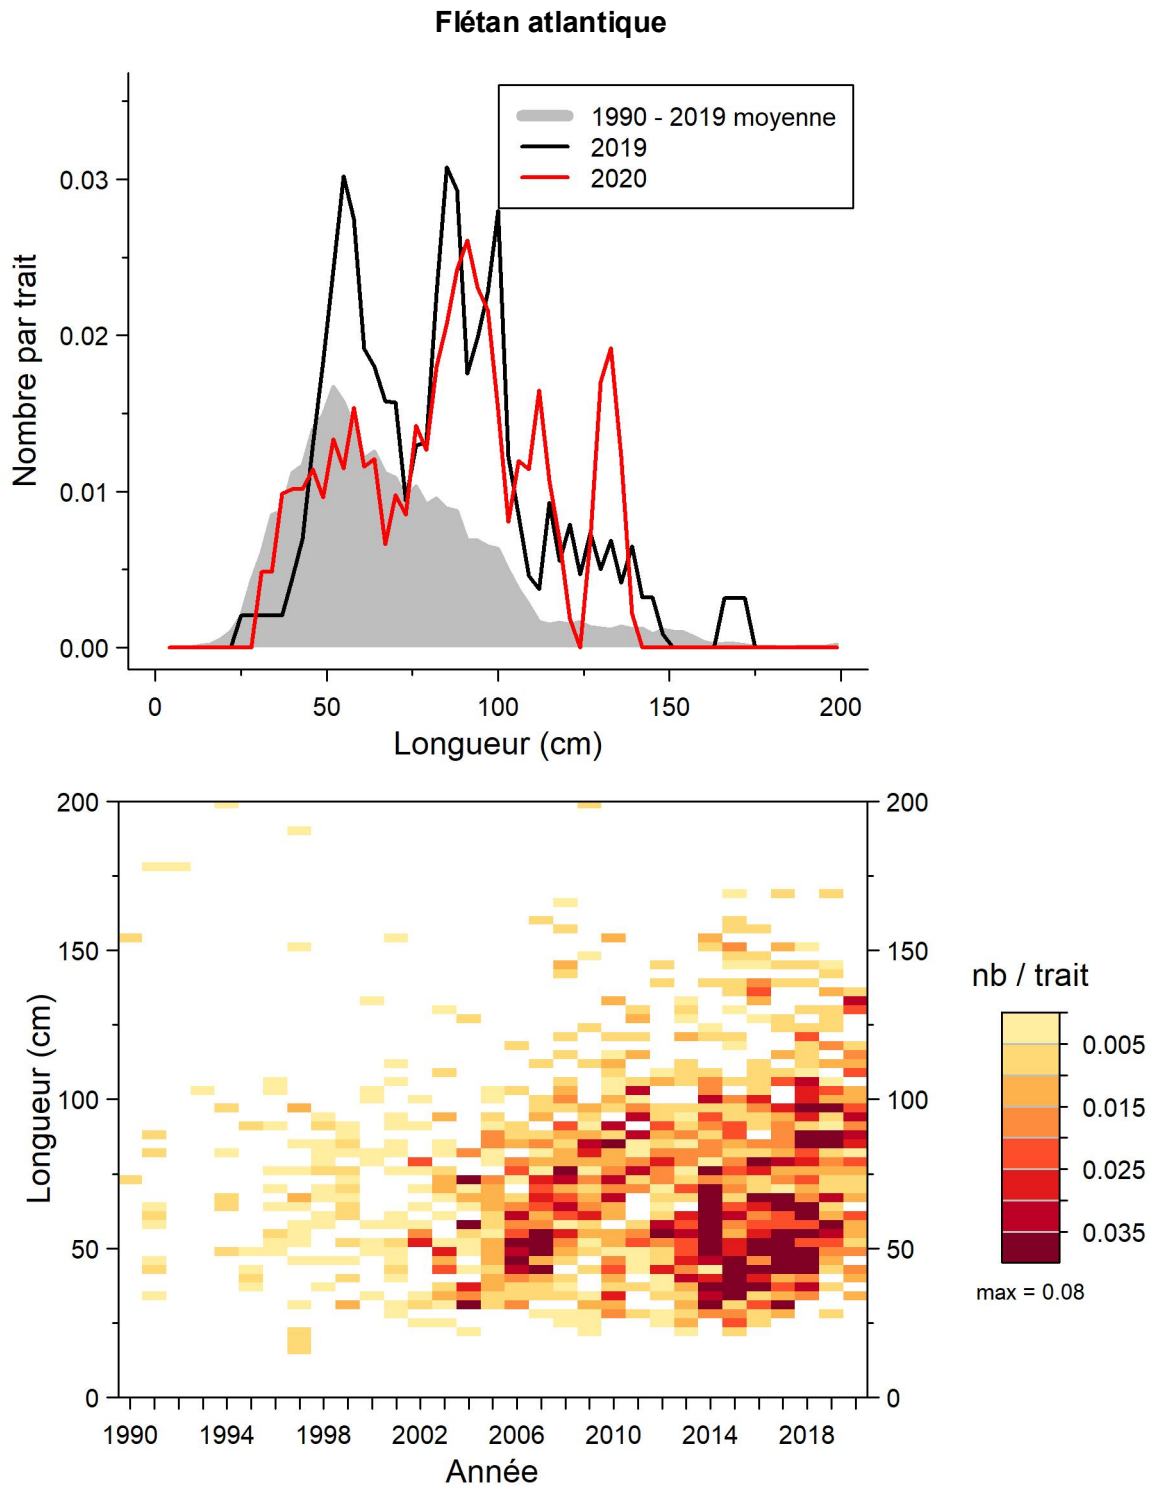 Flétan atlantique
1990 - 2019 moyenne
2019
2020
Nombre par trait
0.03
0.02
0.01
0.00
0 50 100 150 200
Longueur (cm)
Longueur (cm)
200 200
150 150
100 100
50 50
0 0
1990 1994 1998 2002 2006 2010 2014 2018
Année
nb / trait
0.005
0.015
0.025
0.035
max = 0.08